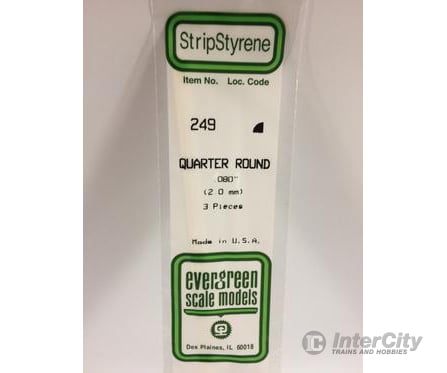 StripStyrene
Item No. Loc. Code
249
QUARTER ROUND
.080"
(2.0 mm)
3 Pieces
Made in U.S.A.
evergreen
scale models
Des Plaines, IL 60018
IC InterCity
TRAINS AND HOBBIES